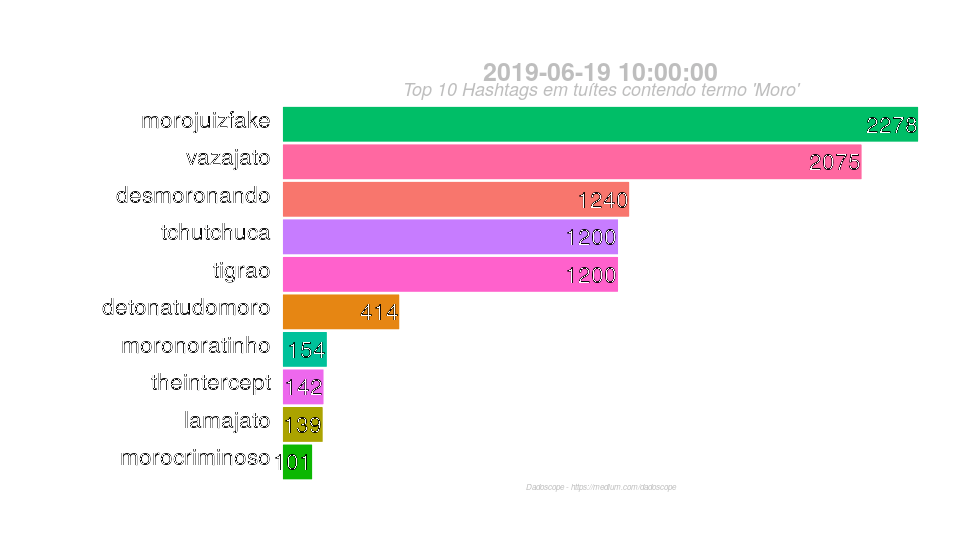 2019-06-19 10:00:00
Top 10 Hashtags em tuítes contendo termo 'Moro'
morojuizfake 2278
vazajato 2075
desmoronando 1240
tchutchuca 1200
tigrao 1200
detonatudomoro 414
moronoratinho 154
theintercept 142
lamajato 139
morocriminoso 101
Dadoscope - https://medium.com/dadoscope